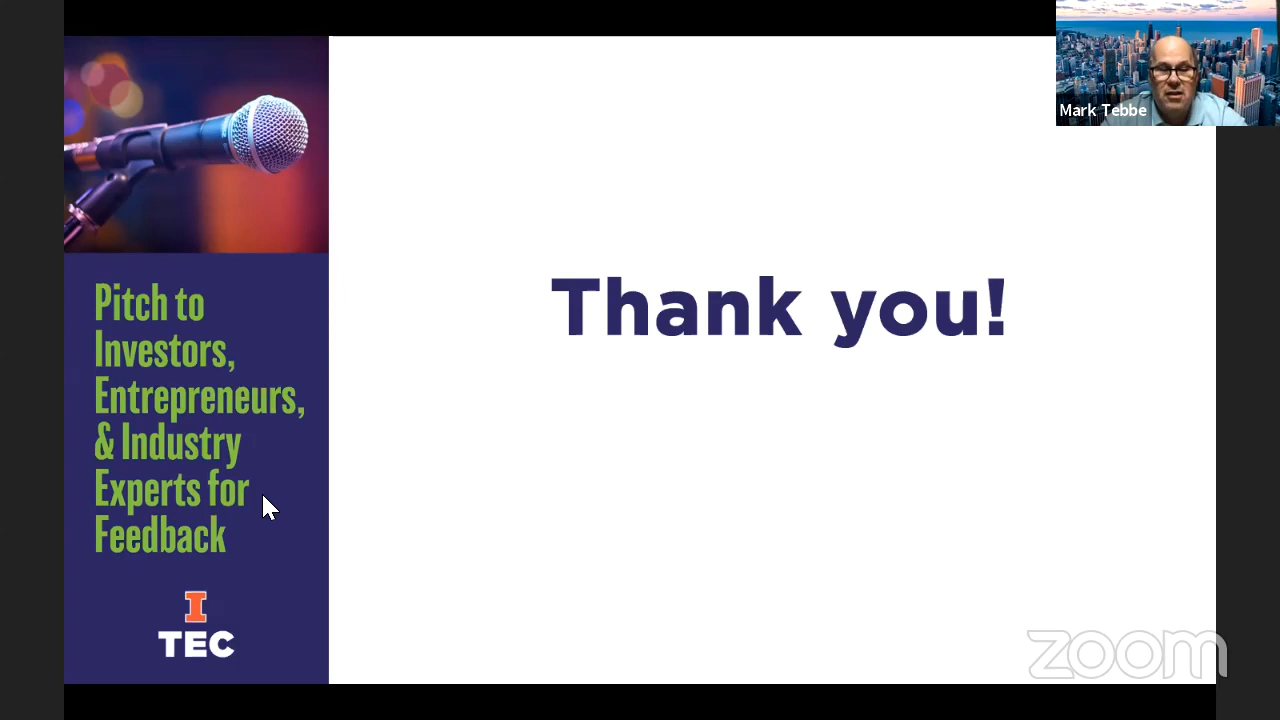 Mark Tebbe
Thank you!
Pitch to
Investors,
Entrepreneurs,
& Industry
Experts for
Feedback
I
TEC
zoom